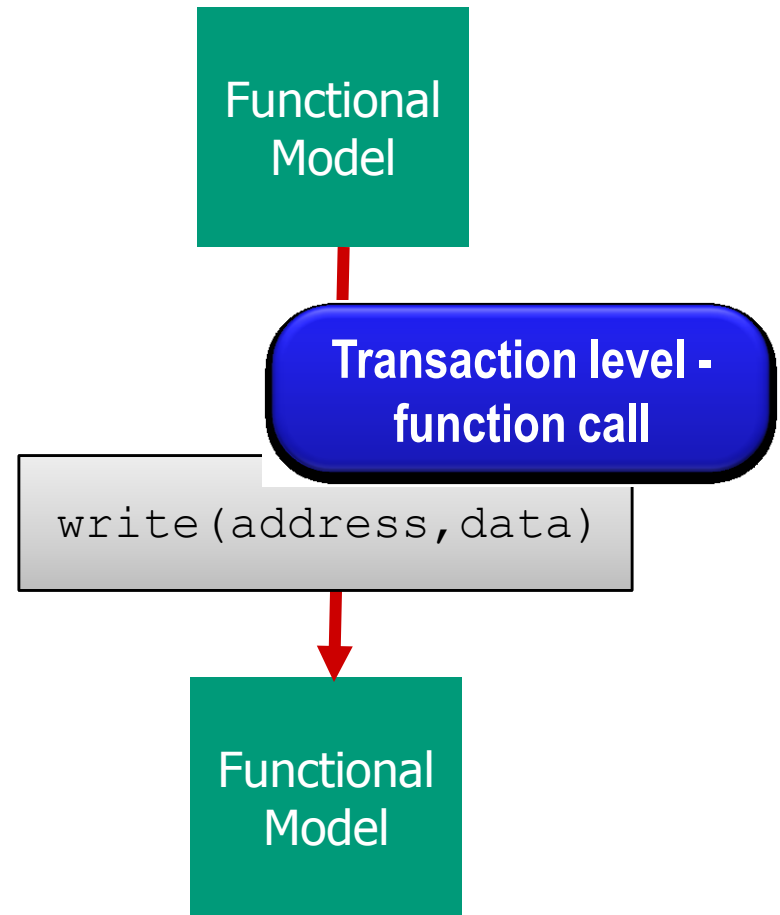 Functional
Model
Transaction level -
function call
write(address,data)
Functional
Model